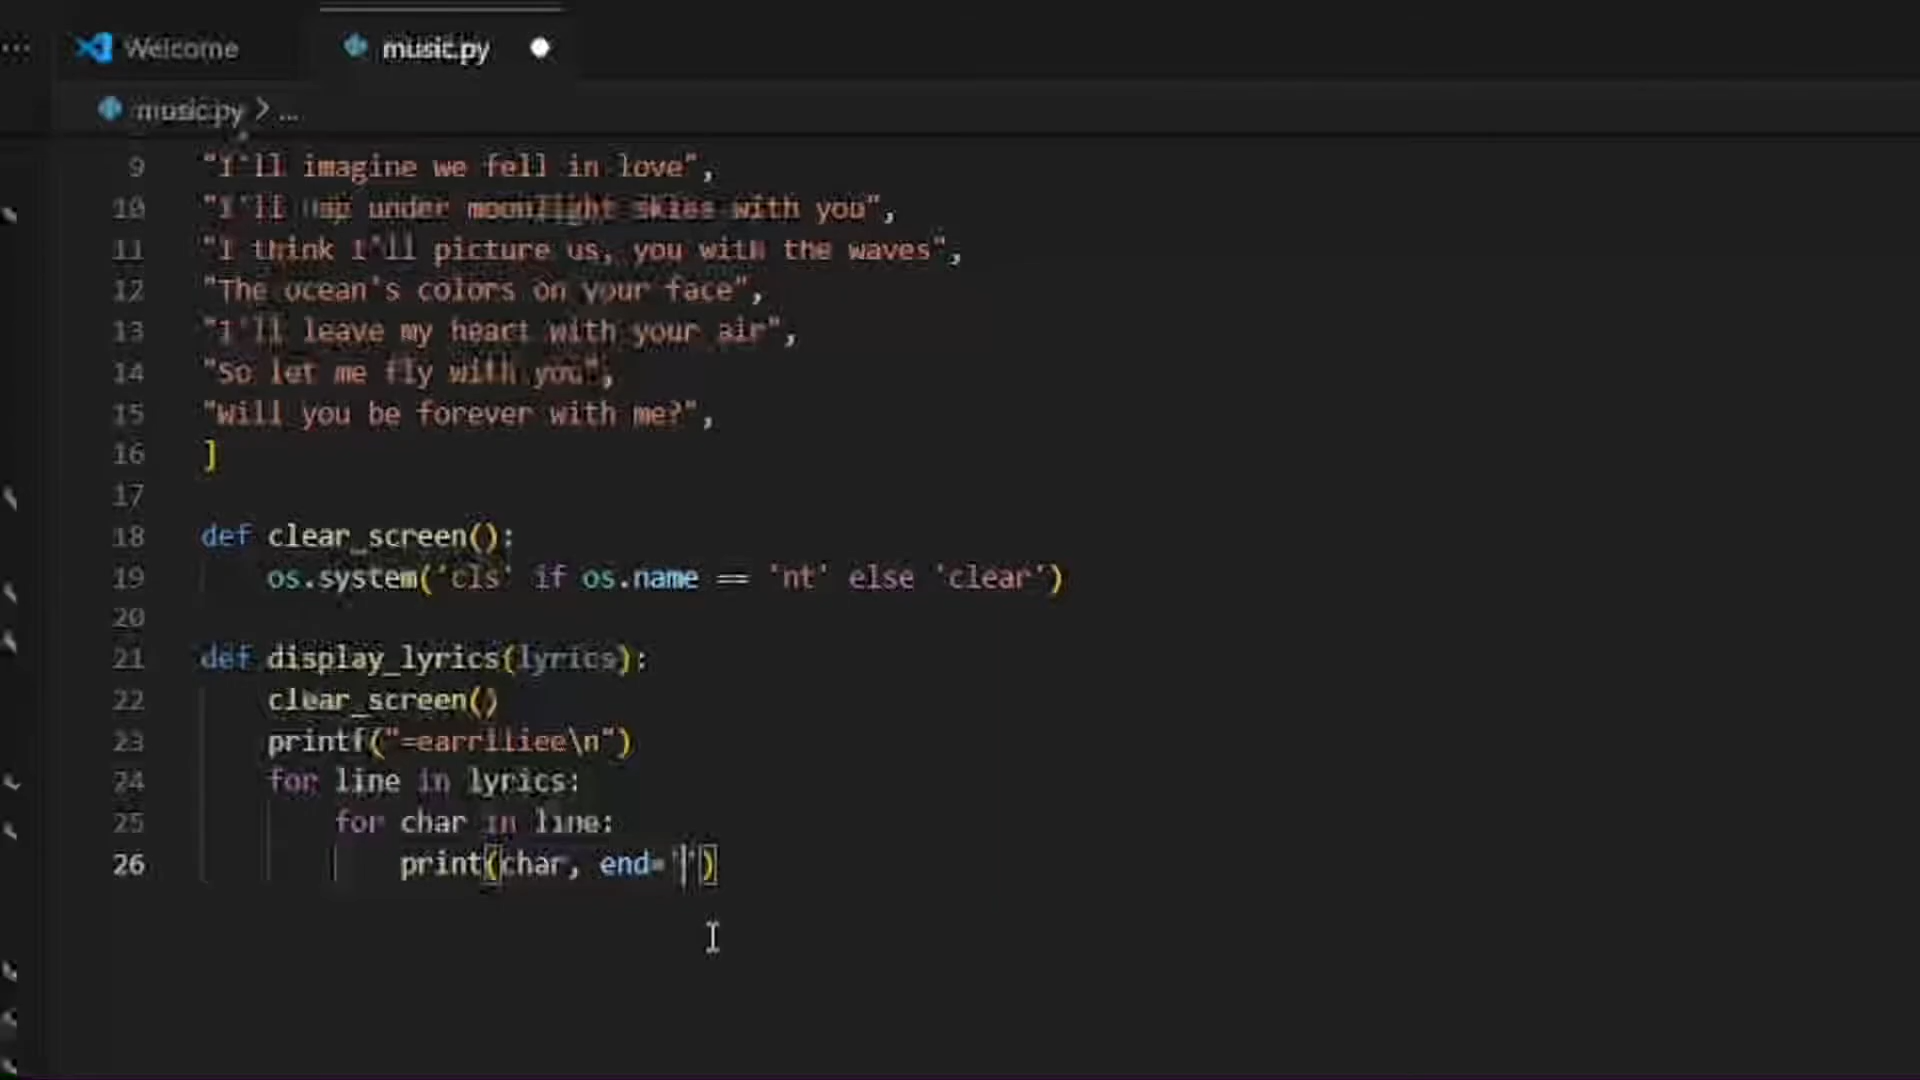 Welcome
music.py
music.py > ...
9 "I'll imagine we fell in love",
10 "I'll under moonlight skies with you",
11 "I think I'll picture us, you with the waves",
12 "The ocean's colors on your face",
13 "I'll leave my heart with your air",
14 "So let me fly with you",
15 "Will you be forever with me?",
16 ]
17
18 def clear_screen():
19 os.system('cls' if os.name == 'nt' else 'clear')
20
21 def display_lyrics(lyrics):
22 clear_screen()
23 printf("=earriliee\n")
24 for line in lyrics:
25 for char in line:
26 print(char, end='')